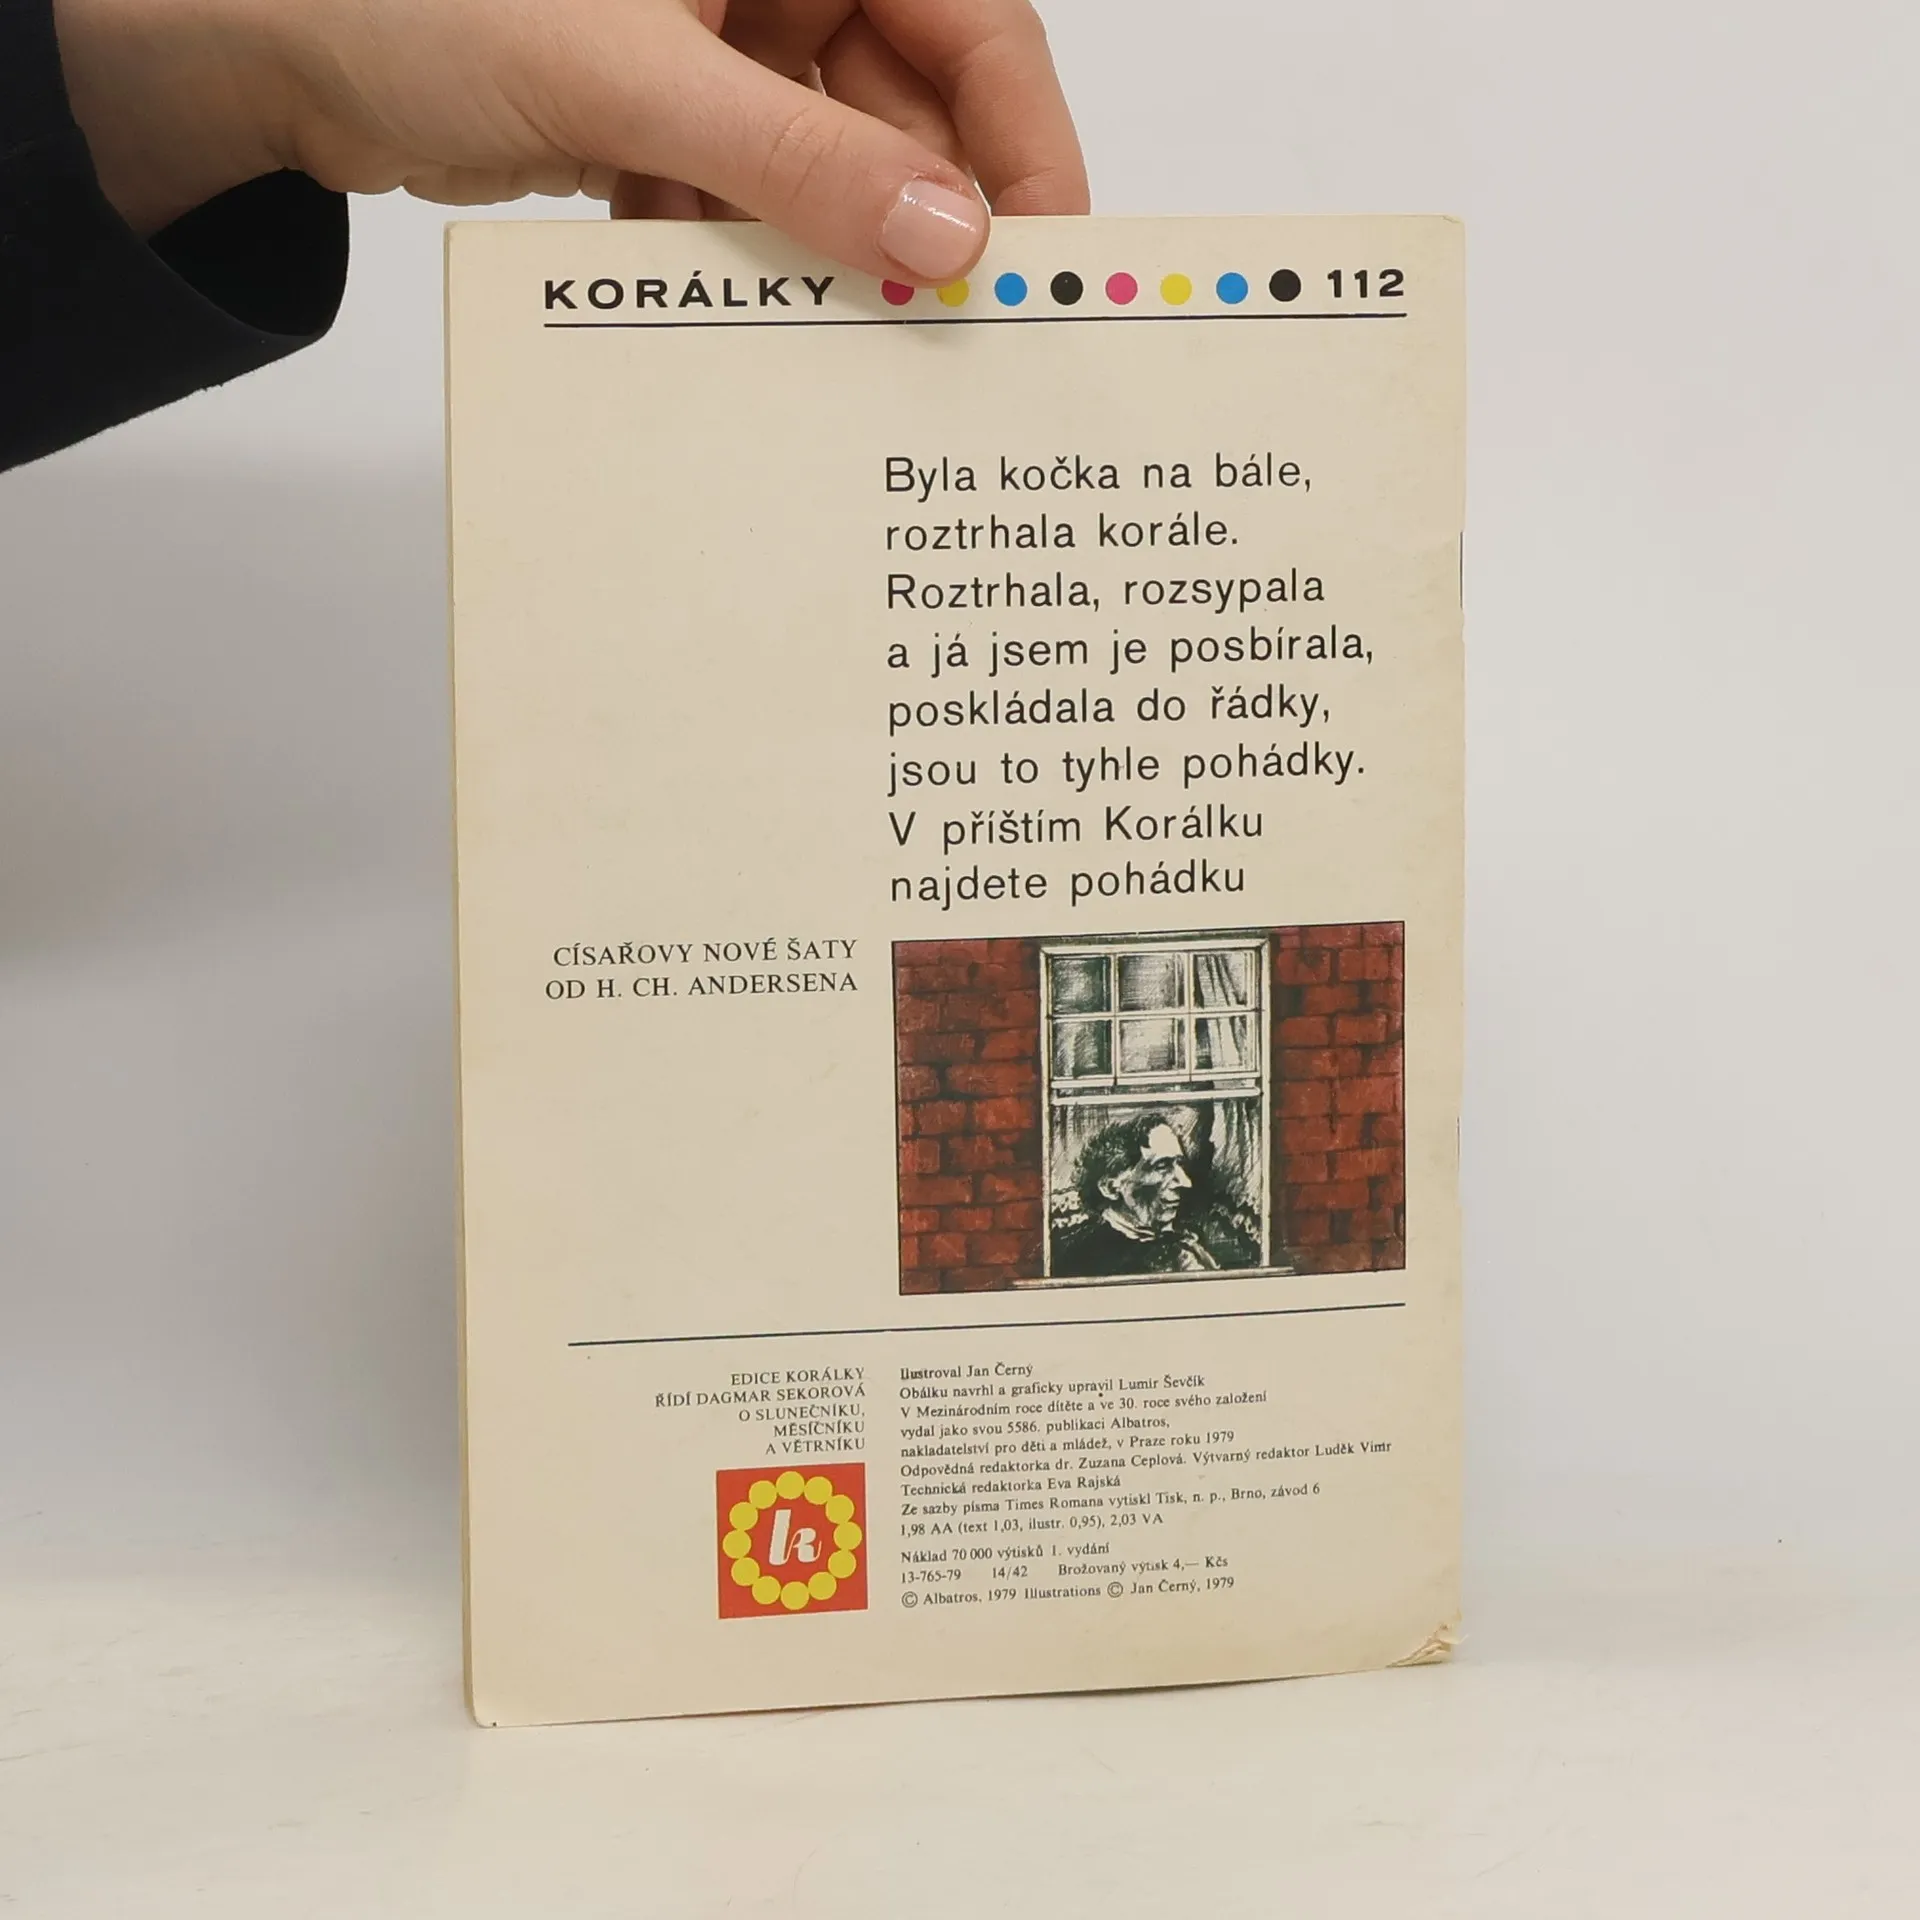 KORÁLKY 112
Byla kočka na bále,
roztrhala korále.
Roztrhala, rozsypala
a já jsem je posbírala,
poskládala do řádky,
jsou to tyhle pohádky.
V příštím Korálku
najdete pohádku
CÍSAŘOVY NOVÉ ŠATY
OD H. CH. ANDERSENA
EDICE KORÁLKY
ŘÍDÍ DAGMAR SEKOROVÁ
O SLUNEČNÍKU,
MĚSÍČNÍKU
A VĚTRNÍKU
k
Ilustroval Jan Černý
Obálku navrhl a graficky upravil Lumír Ševčík
V Mezinárodním roce dítěte a ve 30. roce svého založení
vydal jako svou 5586. publikaci Albatros,
nakladatelství pro děti a mládež, v Praze roku 1979
Odpovědná redaktorka dr. Zuzana Ceplová. Výtvarný redaktor Luděk Vimr
Technická redaktorka Eva Rajská
Ze sazby písma Times Romana vytiskl Tisk, n. p., Brno, závod 6
1,98 AA (text 1,03, ilustr. 0,95), 2,03 VA
Náklad 70 000 výtisků 1. vydání
13-765-79 14/42 Brožovaný výtisk 4,— Kčs
© Albatros, 1979 Illustrations © Jan Černý, 1979